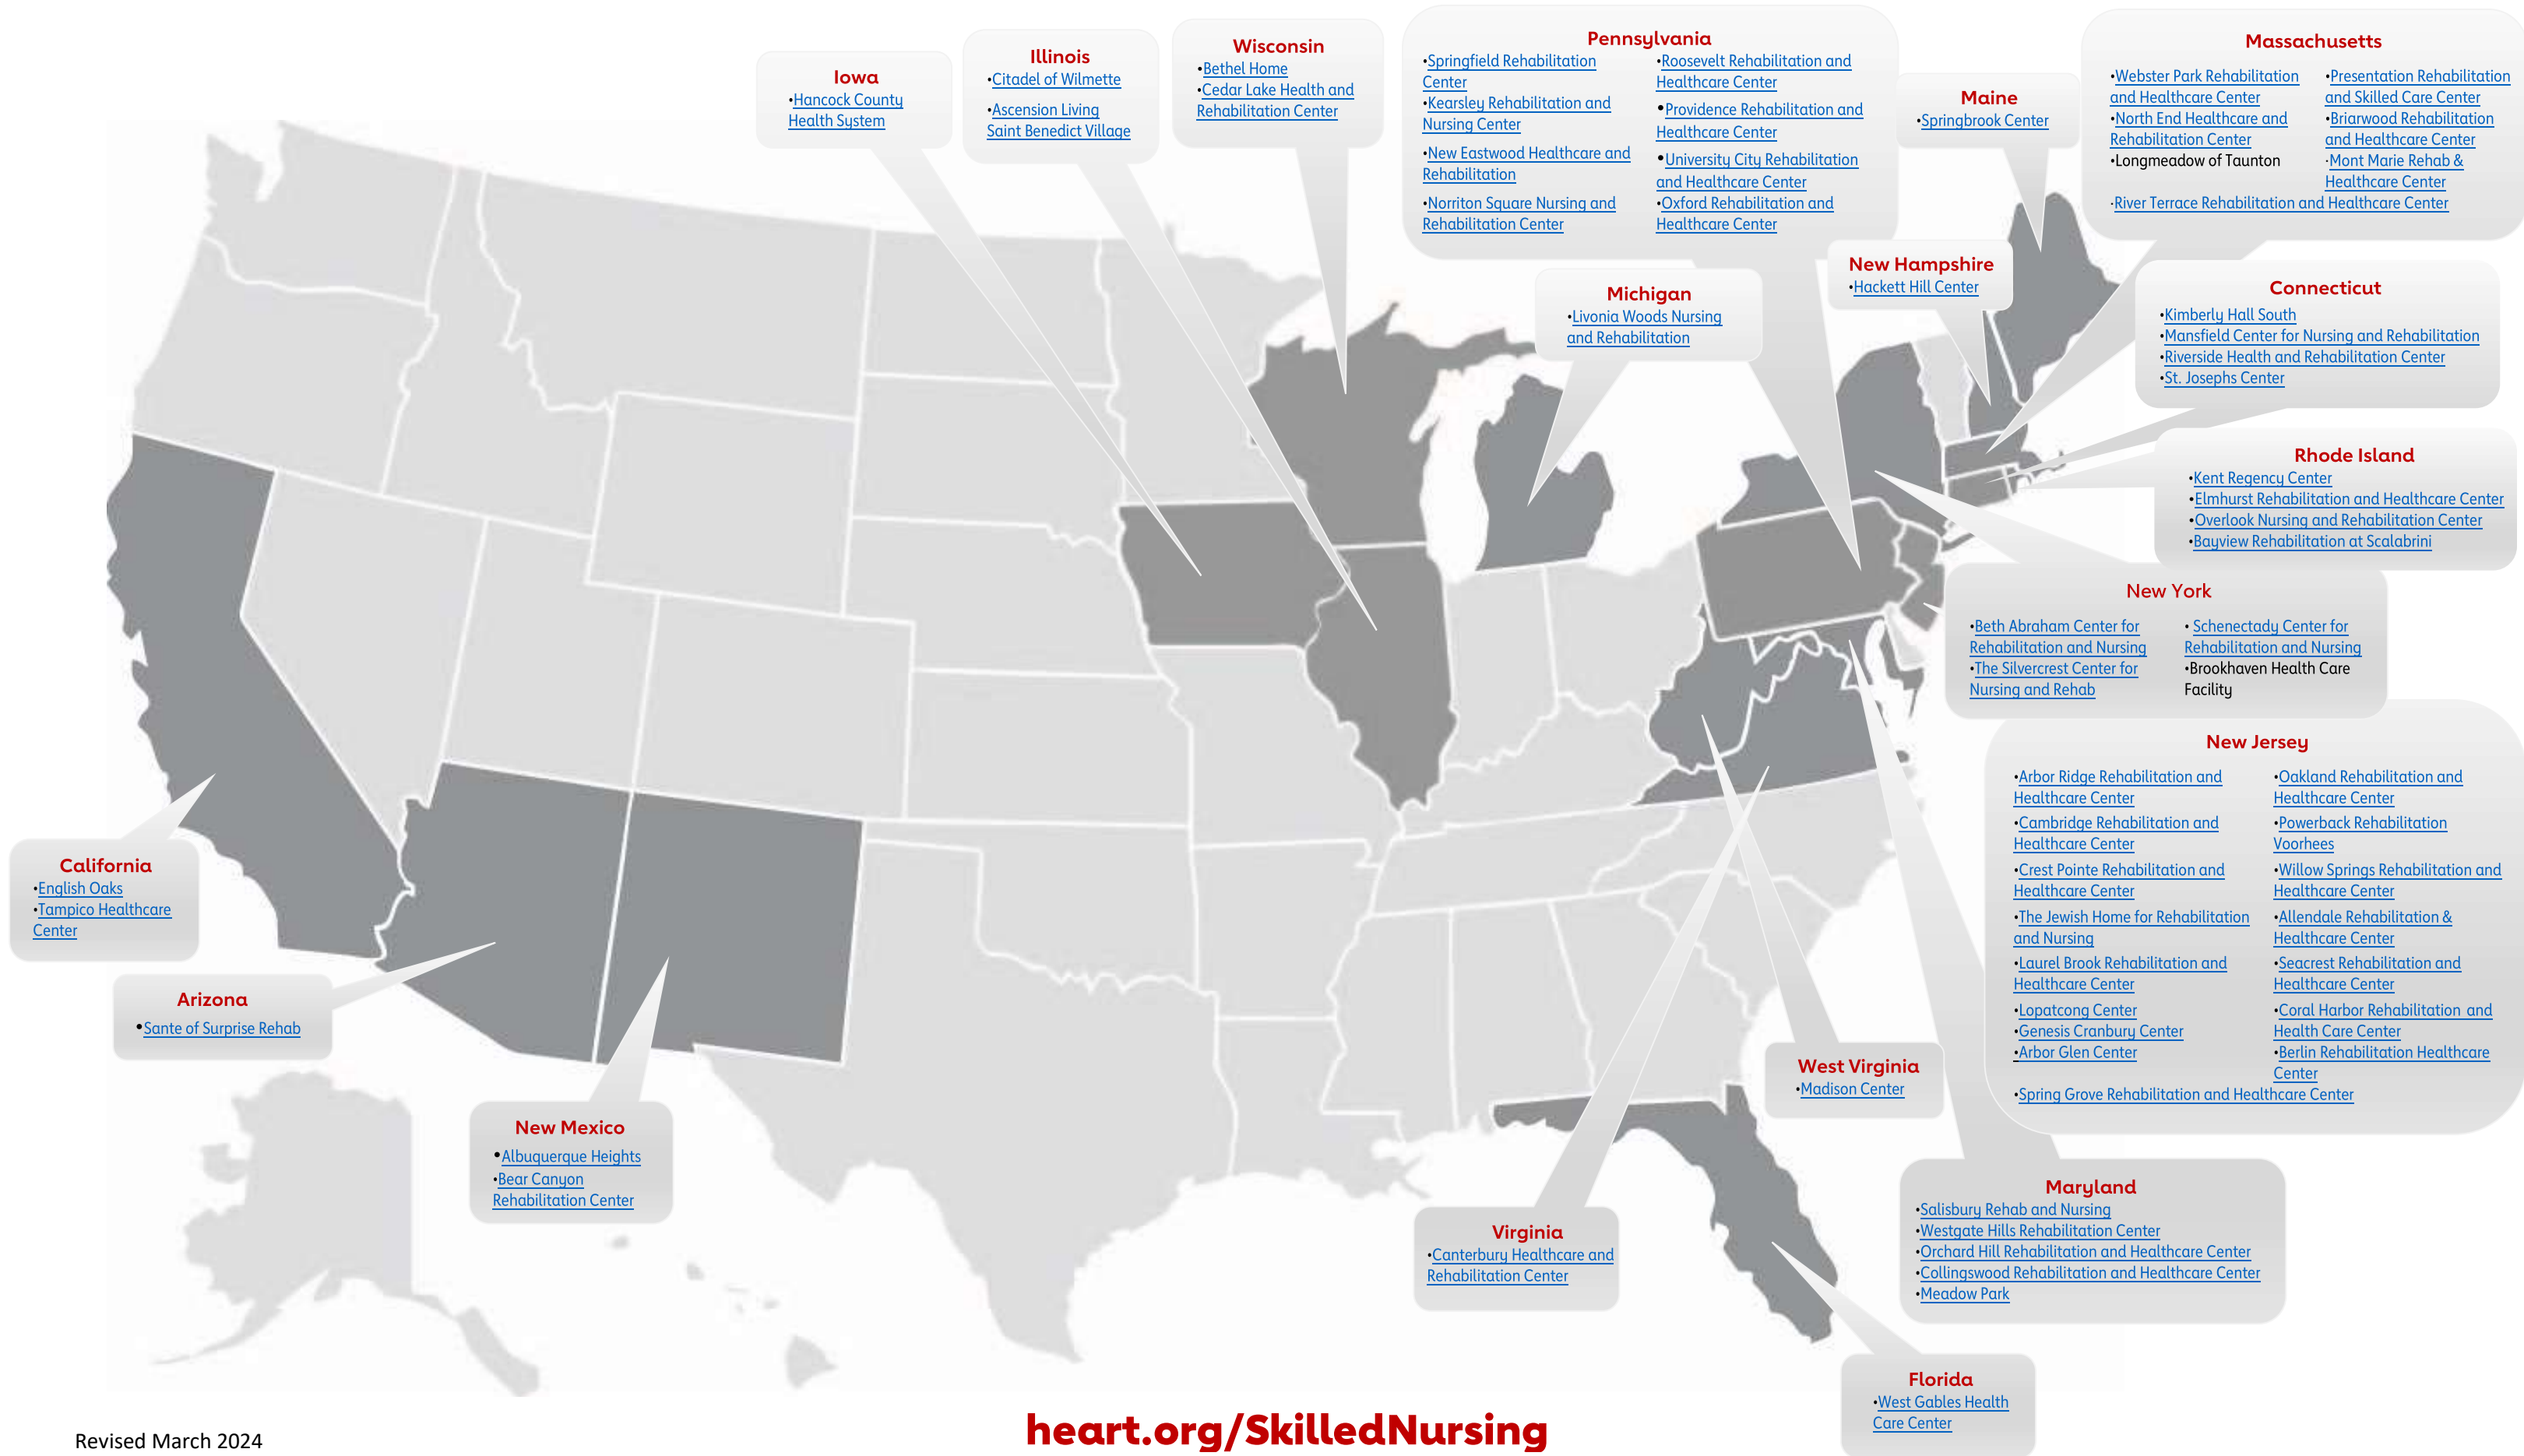 Iowa
•Hancock County
Health System
Illinois
•Citadel of Wilmette
•Ascension Living
Saint Benedict Village
Wisconsin
•Bethel Home
•Cedar Lake Health and
Rehabilitation Center
Pennsylvania
•Springfield Rehabilitation
Center
•Kearsley Rehabilitation and
Nursing Center
•New Eastwood Healthcare and
Rehabilitation
•Norriton Square Nursing and
Rehabilitation Center
•Roosevelt Rehabilitation and
Healthcare Center
•Providence Rehabilitation and
Healthcare Center
•University City Rehabilitation
and Healthcare Center
•Oxford Rehabilitation and
Healthcare Center
Maine
•Springbrook Center
Massachusetts
•Webster Park Rehabilitation
and Healthcare Center
•North End Healthcare and
Rehabilitation Center
•Longmeadow of Taunton
•Presentation Rehabilitation
and Skilled Care Center
•Briarwood Rehabilitation
and Healthcare Center
·Mont Marie Rehab &
Healthcare Center
·River Terrace Rehabilitation and Healthcare Center
Michigan
•Livonia Woods Nursing
and Rehabilitation
New Hampshire
•Hackett Hill Center
Connecticut
•Kimberly Hall South
•Mansfield Center for Nursing and Rehabilitation
•Riverside Health and Rehabilitation Center
•St. Josephs Center
Rhode Island
•Kent Regency Center
•Elmhurst Rehabilitation and Healthcare Center
•Overlook Nursing and Rehabilitation Center
•Bayview Rehabilitation at Scalabrini
New York
•Beth Abraham Center for
Rehabilitation and Nursing
•The Silvercrest Center for
Nursing and Rehab
• Schenectady Center for
Rehabilitation and Nursing
•Brookhaven Health Care
Facility
New Jersey
•Arbor Ridge Rehabilitation and
Healthcare Center
•Cambridge Rehabilitation and
Healthcare Center
•Crest Pointe Rehabilitation and
Healthcare Center
•The Jewish Home for Rehabilitation
and Nursing
•Laurel Brook Rehabilitation and
Healthcare Center
•Lopatcong Center
•Genesis Cranbury Center
•Arbor Glen Center
•Oakland Rehabilitation and
Healthcare Center
•Powerback Rehabilitation
Voorhees
•Willow Springs Rehabilitation and
Healthcare Center
•Allendale Rehabilitation &
Healthcare Center
•Seacrest Rehabilitation and
Healthcare Center
•Coral Harbor Rehabilitation and
Health Care Center
•Berlin Rehabilitation Healthcare
Center
•Spring Grove Rehabilitation and Healthcare Center
California
•English Oaks
•Tampico Healthcare
Center
Arizona
•Sante of Surprise Rehab
New Mexico
•Albuquerque Heights
•Bear Canyon
Rehabilitation Center
West Virginia
•Madison Center
Virginia
•Canterbury Healthcare and
Rehabilitation Center
Maryland
•Salisbury Rehab and Nursing
•Westgate Hills Rehabilitation Center
•Orchard Hill Rehabilitation and Healthcare Center
•Collingswood Rehabilitation and Healthcare Center
•Meadow Park
Florida
•West Gables Health
Care Center
heart.org/SkilledNursing
Revised March 2024